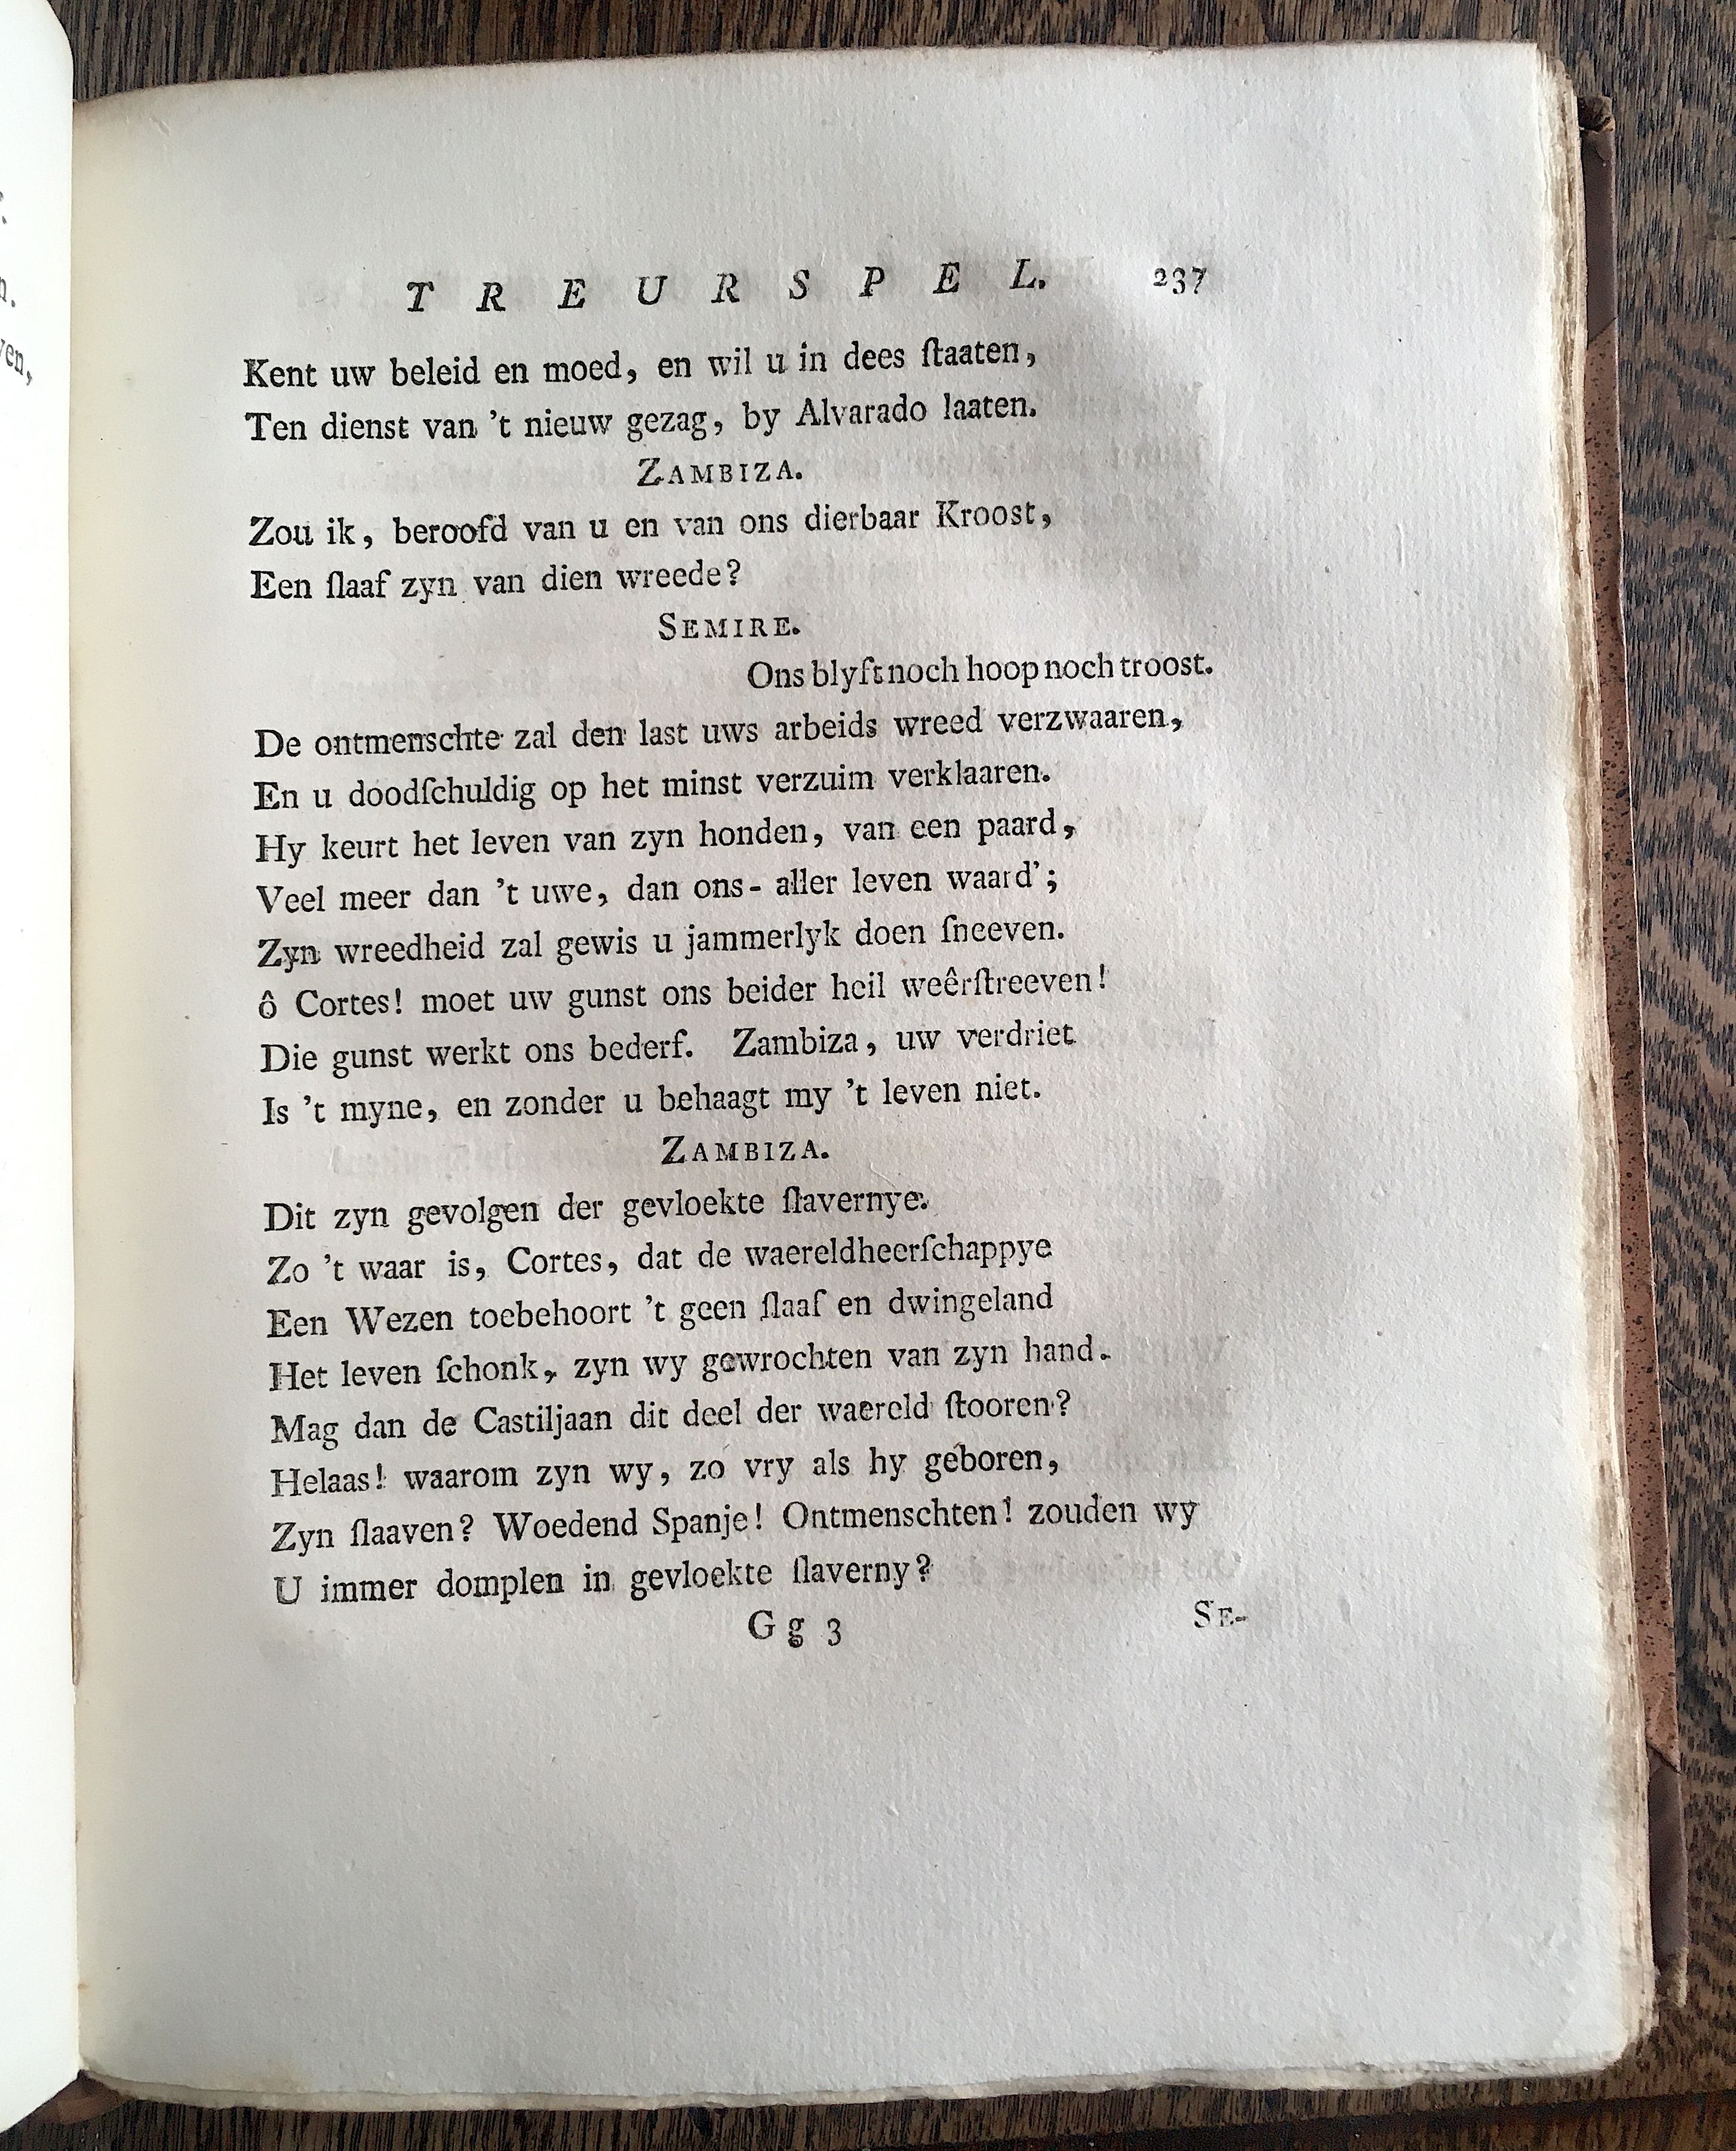 TREURSPEL. 237
Kent uw beleid en moed, en wil u in dees ſtaaten,
Ten dienst van 't nieuw gezag, by Alvarado laaten.
ZAMBIZA.
Zou ik, beroofd van u en van ons dierbaar Kroost,
Een ſlaaf zyn van dien wreede?
SEMIRE.
Ons blyft noch hoop noch troost.
De ontmenschte zal den last uws arbeids wreed verzwaaren,
En u doodſchuldig op het minst verzuim verklaaren.
Hy keurt het leven van zyn honden, van een paard,
Veel meer dan 't uwe, dan ons-aller leven waard';
Zyn wreedheid zal gewis u jammerlyk doen ſneeven.
ô Cortes! moet uw gunst ons beider heil weêrſtreeven!
Die gunst werkt ons bederf. Zambiza, uw verdriet
Is 't myne, en zonder u behaagt my 't leven niet.
ZAMBIZA.
Dit zyn gevolgen der gevloekte ſlavernye.
Zo 't waar is, Cortes, dat de waereldheerſchappye
Een Wezen toebehoort 't geen ſlaaf en dwingeland
Het leven ſchonk, zyn wy gewrochten van zyn hand.
Mag dan de Castiljaan dit deel der waereld ſtooren?
Helaas! waarom zyn wy, zo vry als hy geboren,
Zyn ſlaaven? Woedend Spanje! Ontmenschten! zouden wy
U immer domplen in gevloekte ſlaverny?
Gg 3 SE-